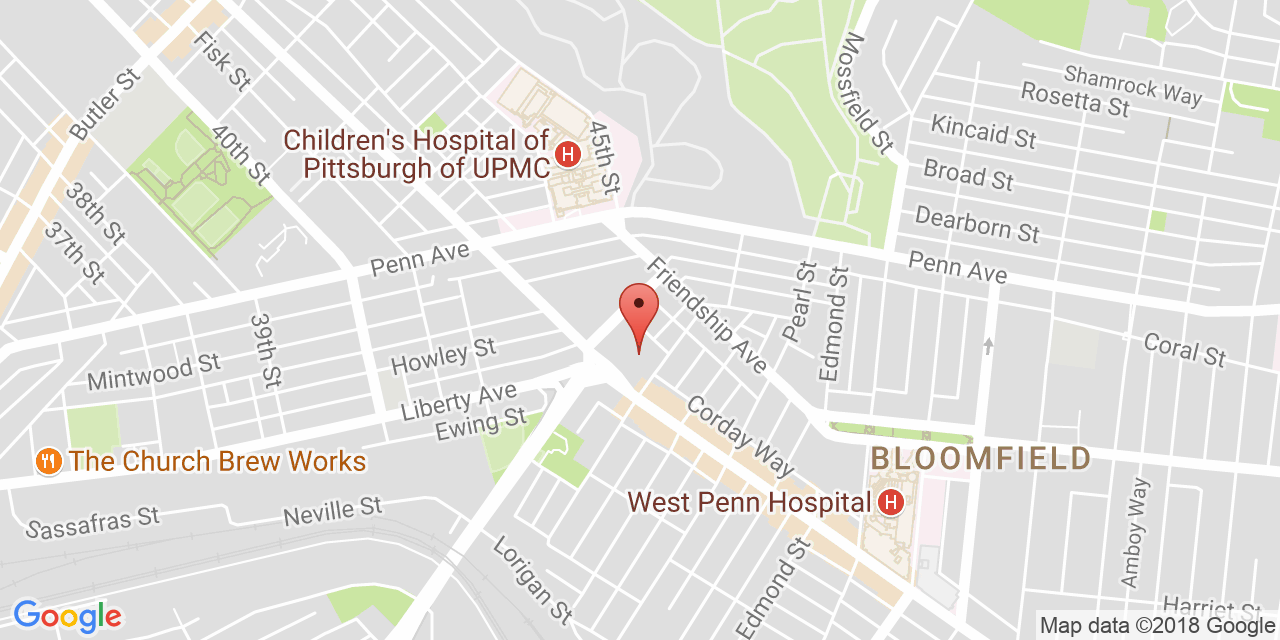 Fisk St
Butler St
40th St
38th St
37th St
Children's Hospital of
Pittsburgh of UPMC
H
45th St
Mossfield St
Shamrock Way
Rosetta St
Kincaid St
Broad St
Dearborn St
Penn Ave
Penn Ave
Friendship Ave
Pearl St
Edmond St
Coral St
39th St
Mintwood St
Howley St
Liberty Ave
Ewing St
Corday Way
The Church Brew Works
BLOOMFIELD
West Penn Hospital
H
Sassafras St
Neville St
Lorigan St
Edmond St
Amboy Way
Harriet St
Google
Map data ©2018 Google